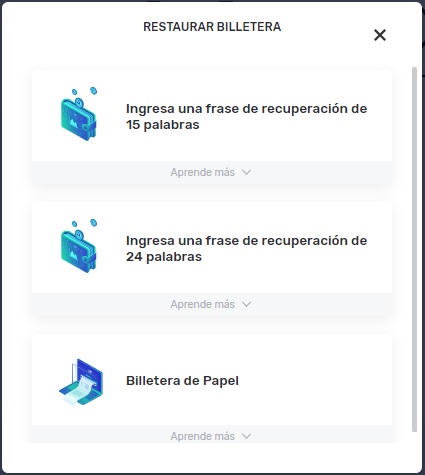 RESTAURAR BILLETERA
Ingresa una frase de recuperación de
15 palabras
Aprende más
Ingresa una frase de recuperación de
24 palabras
Aprende más
Billetera de Papel
Aprende más